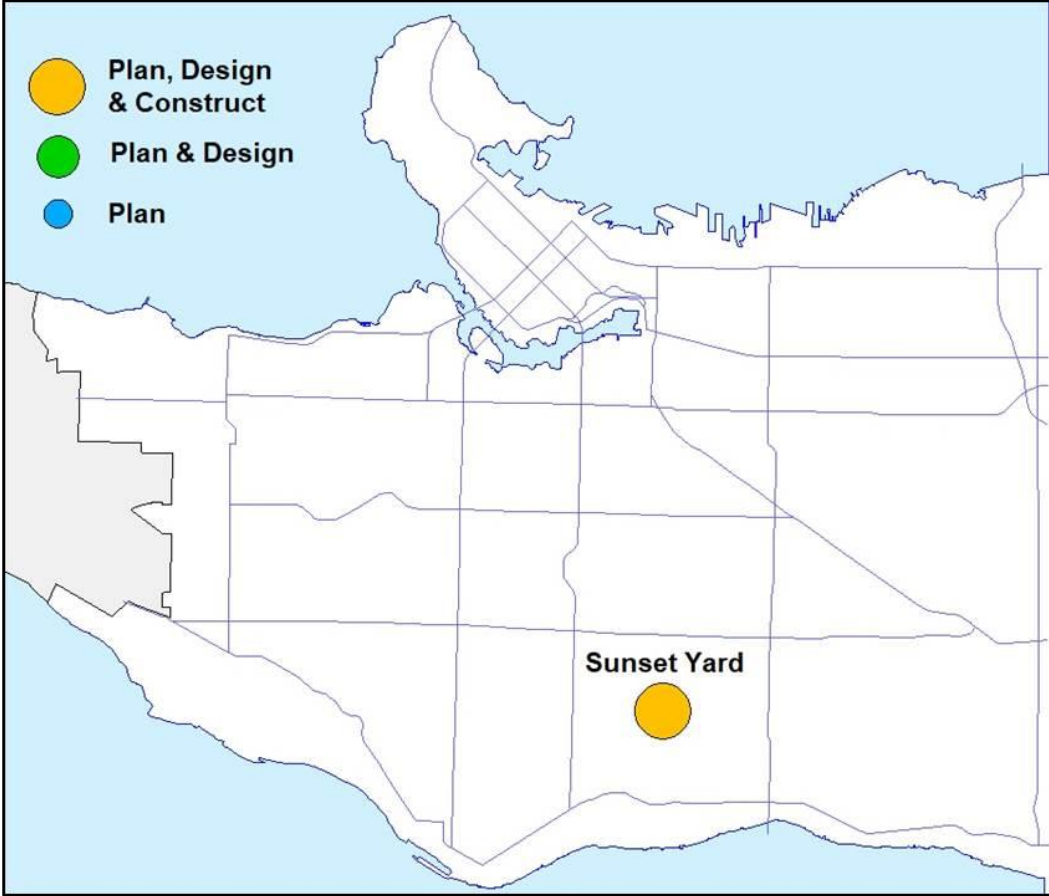 Plan, Design
& Construct
Plan & Design
Plan
Sunset Yard